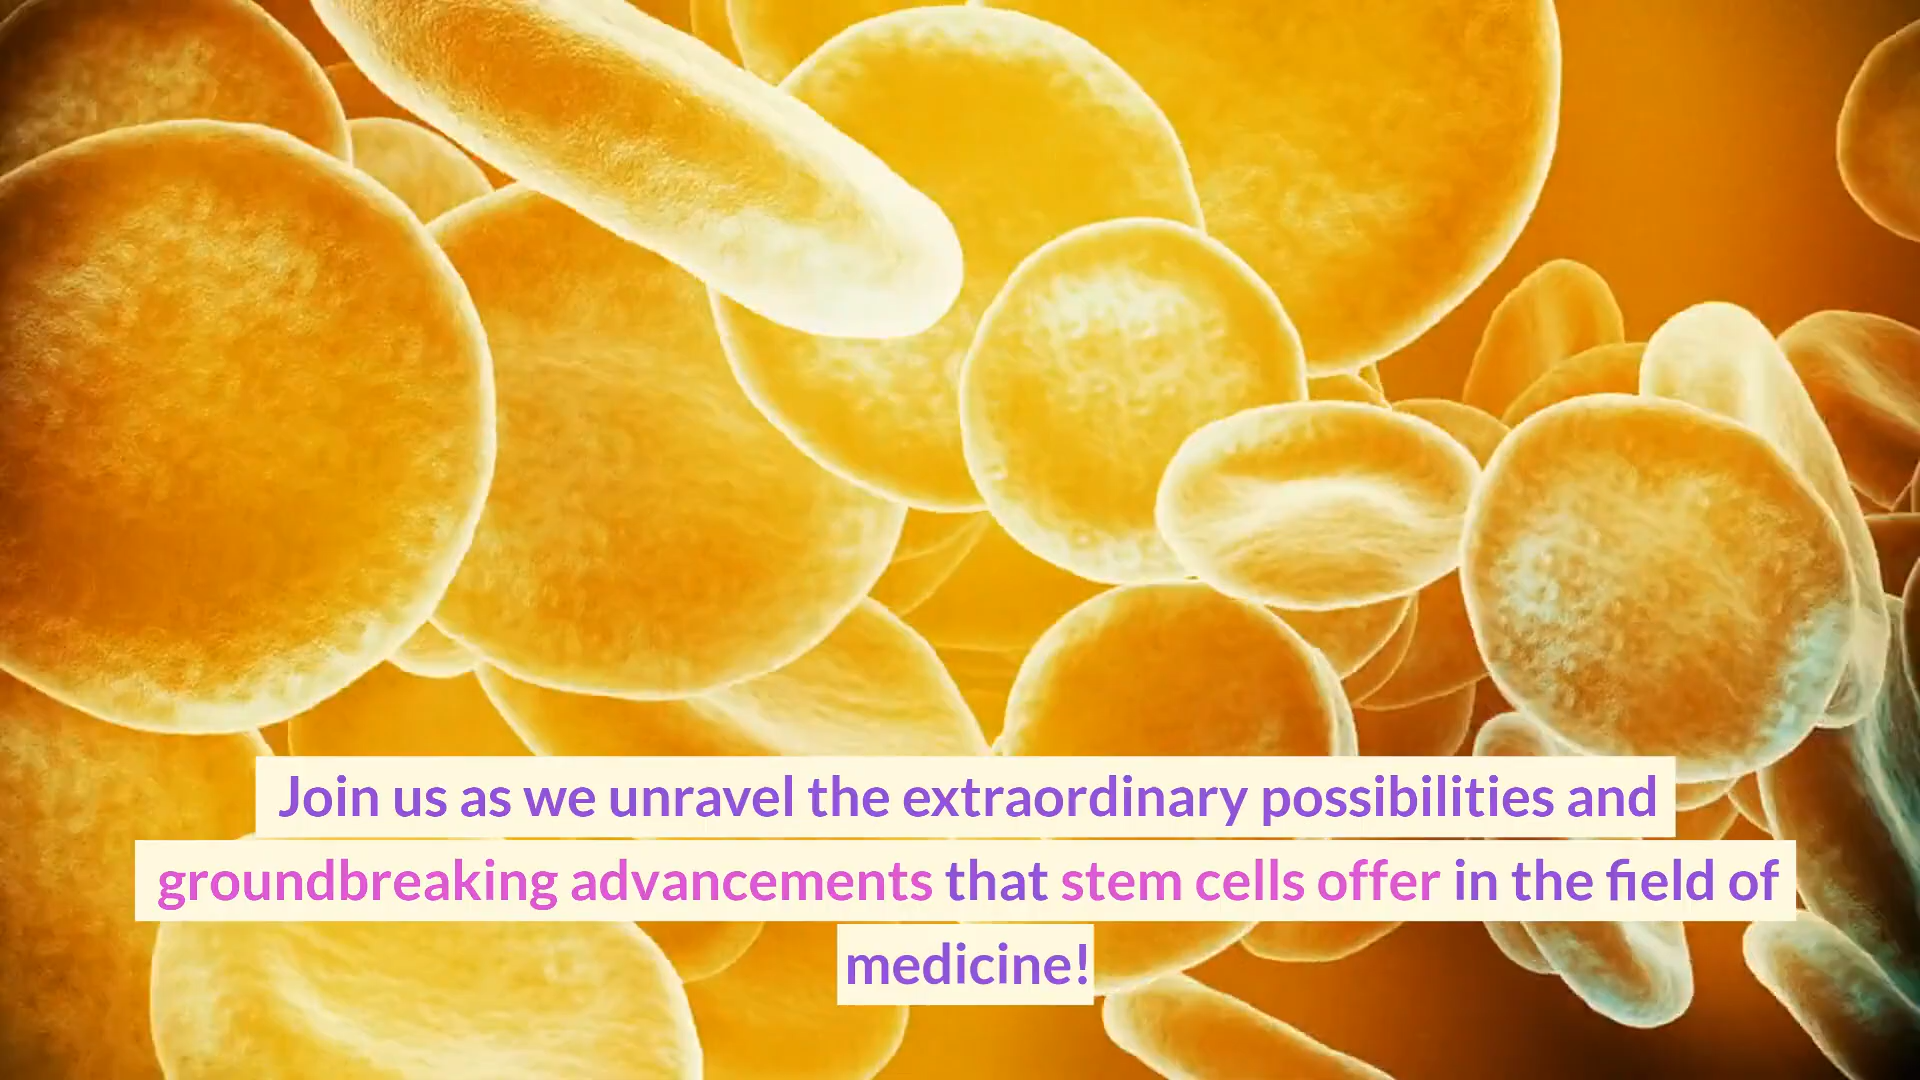 Join us as we unravel the extraordinary possibilities and
groundbreaking advancements that stem cells offer in the field of
medicine!